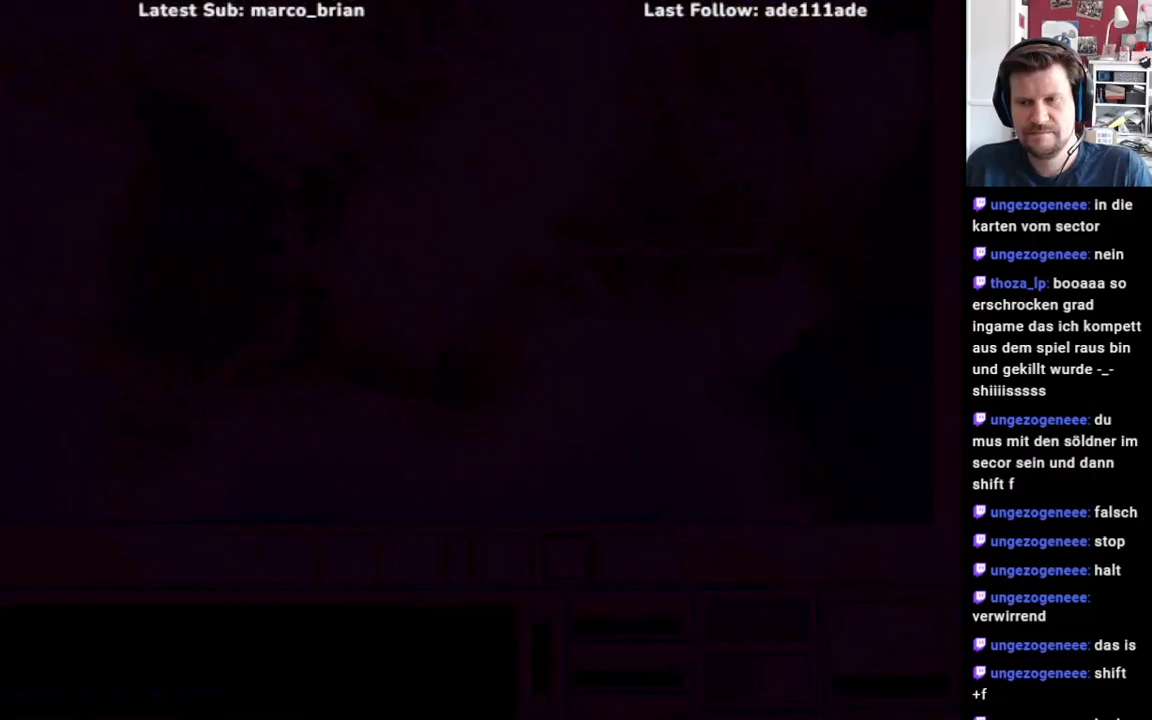 Latest Sub: marco_brian
Last Follow: ade111ade
ungezogeneee: in die
karten vom sector
ungezogeneee: nein
thoza_lp: booaaa so
erschrocken grad
ingame das ich kompett
aus dem spiel raus bin
und gekillt wurde -_-
shiiisssss
ungezogeneee: du
mus mit den söldner im
secor sein und dann
shift f
ungezogeneee: falsch
ungezogeneee: stop
ungezogeneee: halt
ungezogeneee:
verwirrend
ungezogeneee: das is
ungezogeneee: shift
+f